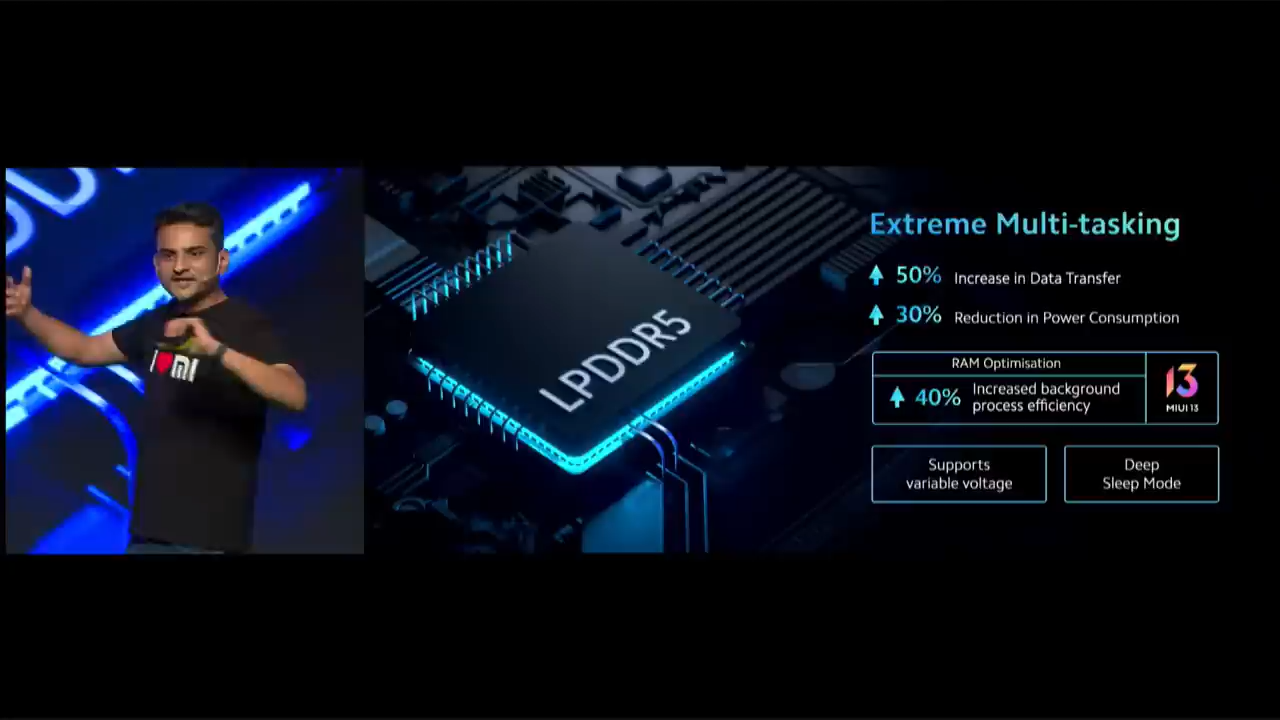 I ❤ MI
LPDDR5
Extreme Multi-tasking
50% Increase in Data Transfer
30% Reduction in Power Consumption
RAM Optimisation
40% Increased background
process efficiency
13
MIUI 13
Supports
variable voltage
Deep
Sleep Mode